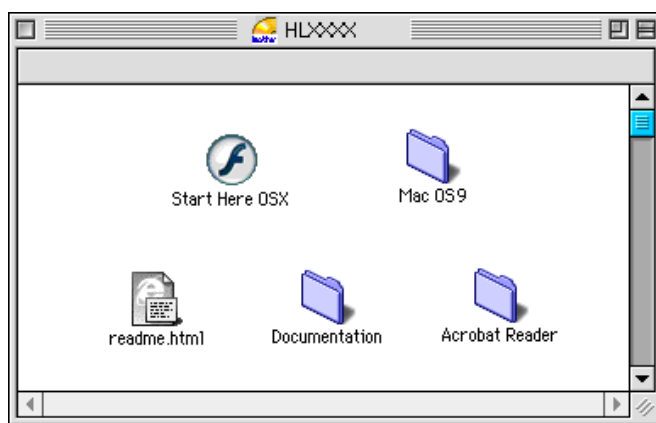 HLXXXX
Start Here OSX
Mac OS9
readme.html
Documentation
Acrobat Reader